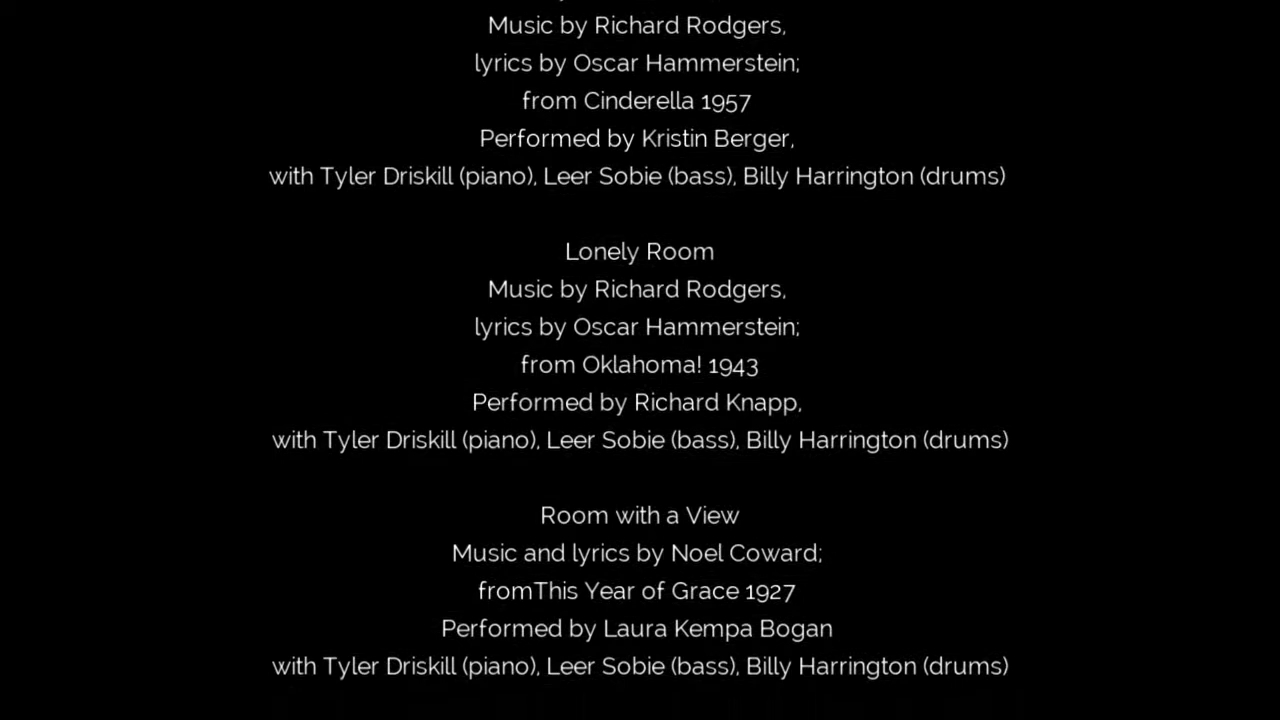 Music by Richard Rodgers,
lyrics by Oscar Hammerstein;
from Cinderella 1957
Performed by Kristin Berger,
with Tyler Driskill (piano), Leer Sobie (bass), Billy Harrington (drums)
Lonely Room
Music by Richard Rodgers,
lyrics by Oscar Hammerstein;
from Oklahoma! 1943
Performed by Richard Knapp,
with Tyler Driskill (piano), Leer Sobie (bass), Billy Harrington (drums)
Room with a View
Music and lyrics by Noel Coward;
fromThis Year of Grace 1927
Performed by Laura Kempa Bogan
with Tyler Driskill (piano), Leer Sobie (bass), Billy Harrington (drums)